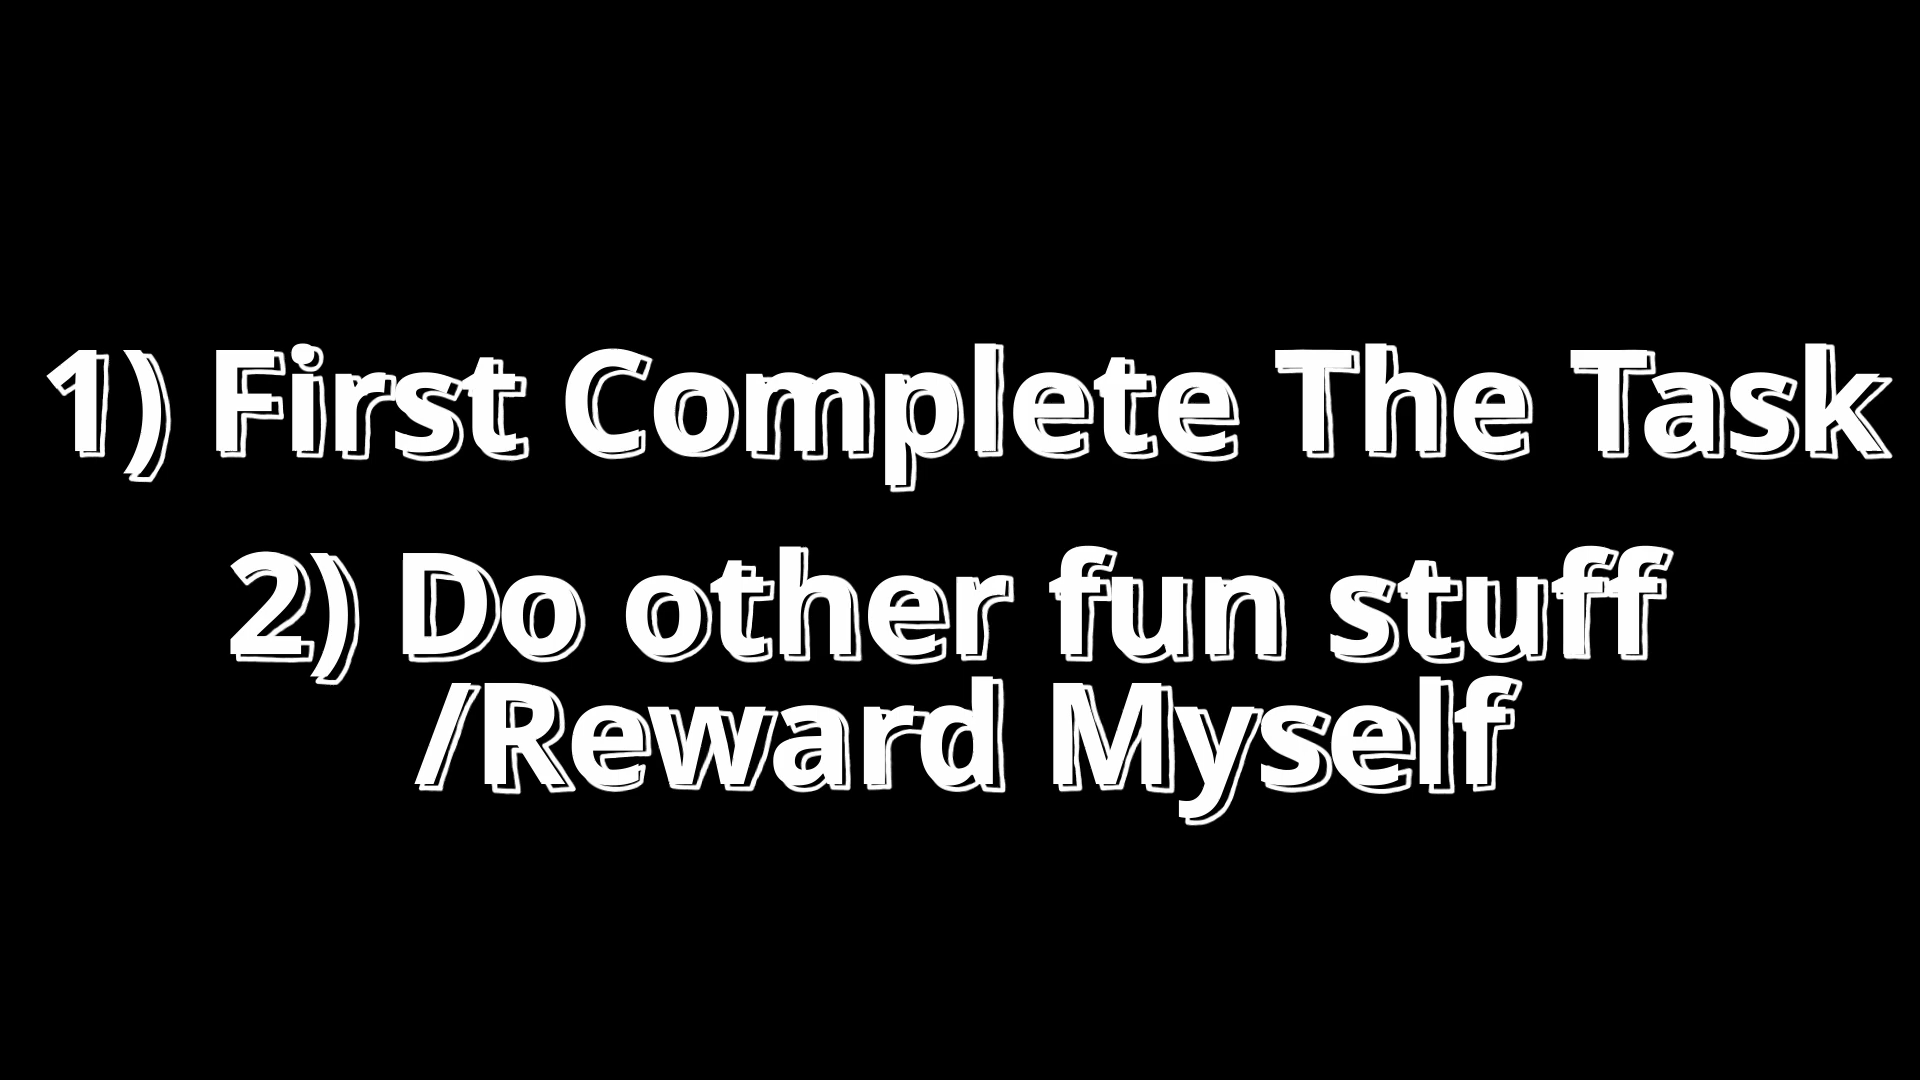 1) First Complete The Task
2) Do other fun stuff
/Reward Myself